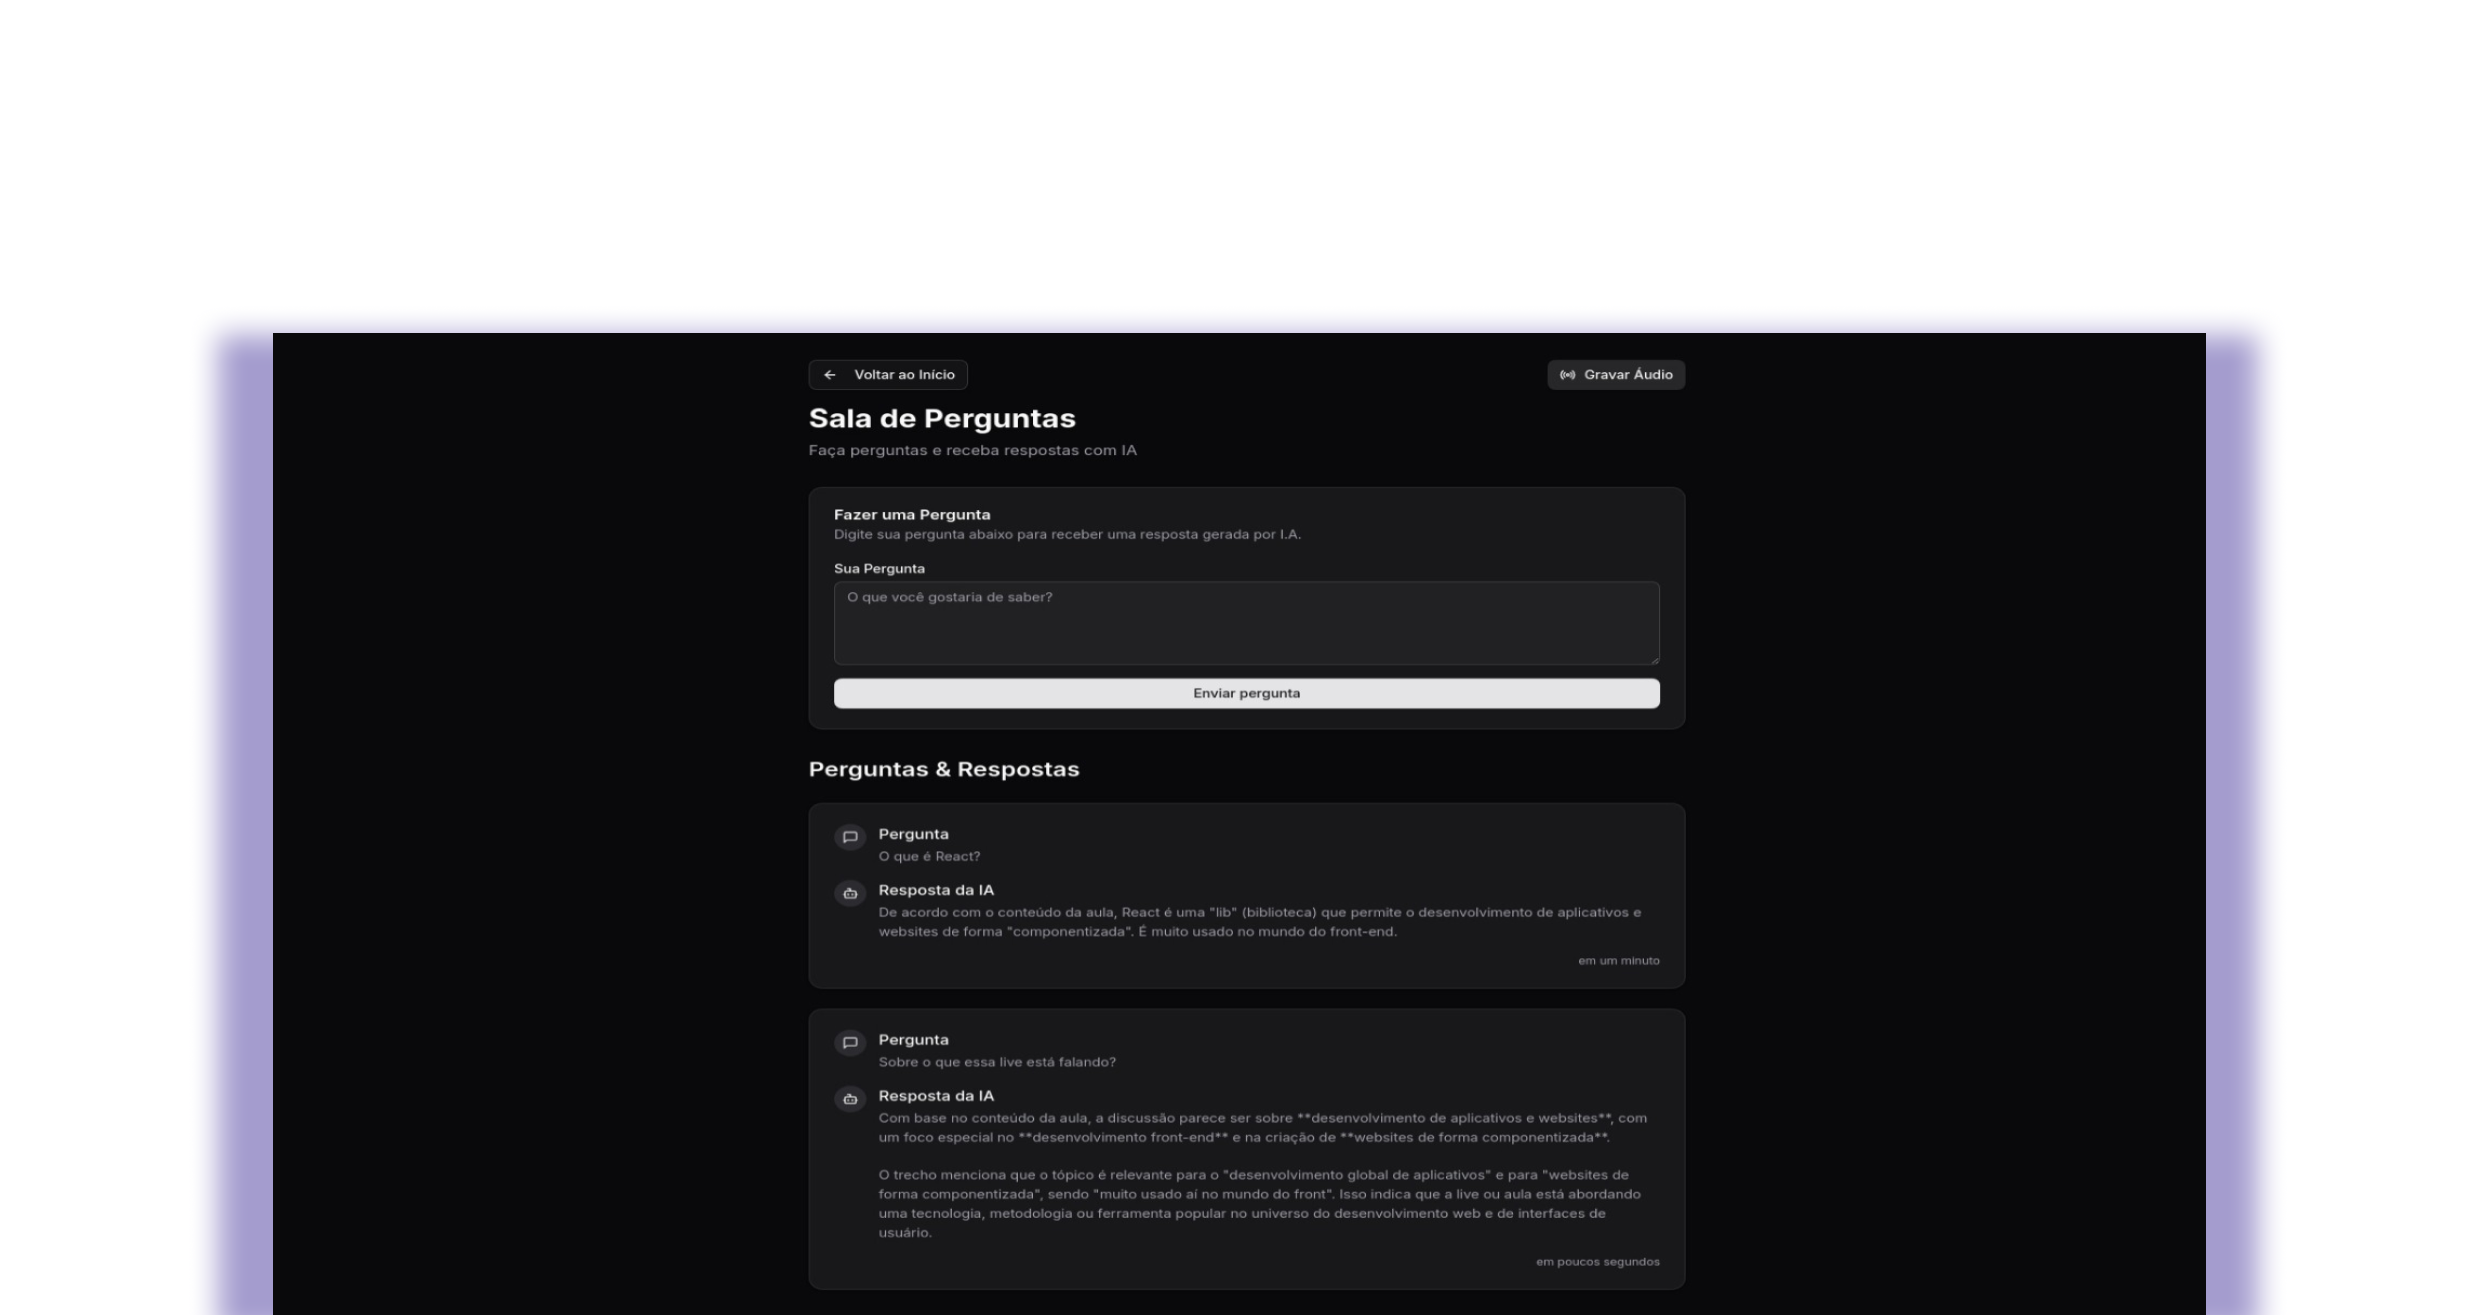 Voltar ao Início
Gravar Áudio
Sala de Perguntas
Faça perguntas e receba respostas com IA
Fazer uma Pergunta
Digite sua pergunta abaixo para receber uma resposta gerada por I.A.
Sua Pergunta
O que você gostaria de saber?
Enviar pergunta
Perguntas & Respostas
Pergunta
O que é React?
Resposta da IA
De acordo com o conteúdo da aula, React é uma "lib" (biblioteca) que permite o desenvolvimento de aplicativos e
websites de forma "componentizada". É muito usado no mundo do front-end.
em um minuto
Pergunta
Sobre o que essa live está falando?
Resposta da IA
Com base no conteúdo da aula, a discussão parece ser sobre **desenvolvimento de aplicativos e websites**, com
um foco especial no **desenvolvimento front-end** e na criação de **websites de forma componentizada**.
O trecho menciona que o tópico é relevante para o "desenvolvimento global de aplicativos" e para "websites de
forma componentizada", sendo "muito usado aí no mundo do front". Isso indica que a live ou aula está abordando
uma tecnologia, metodologia ou ferramenta popular no universo do desenvolvimento web e de interfaces de
usuário.
em poucos segundos